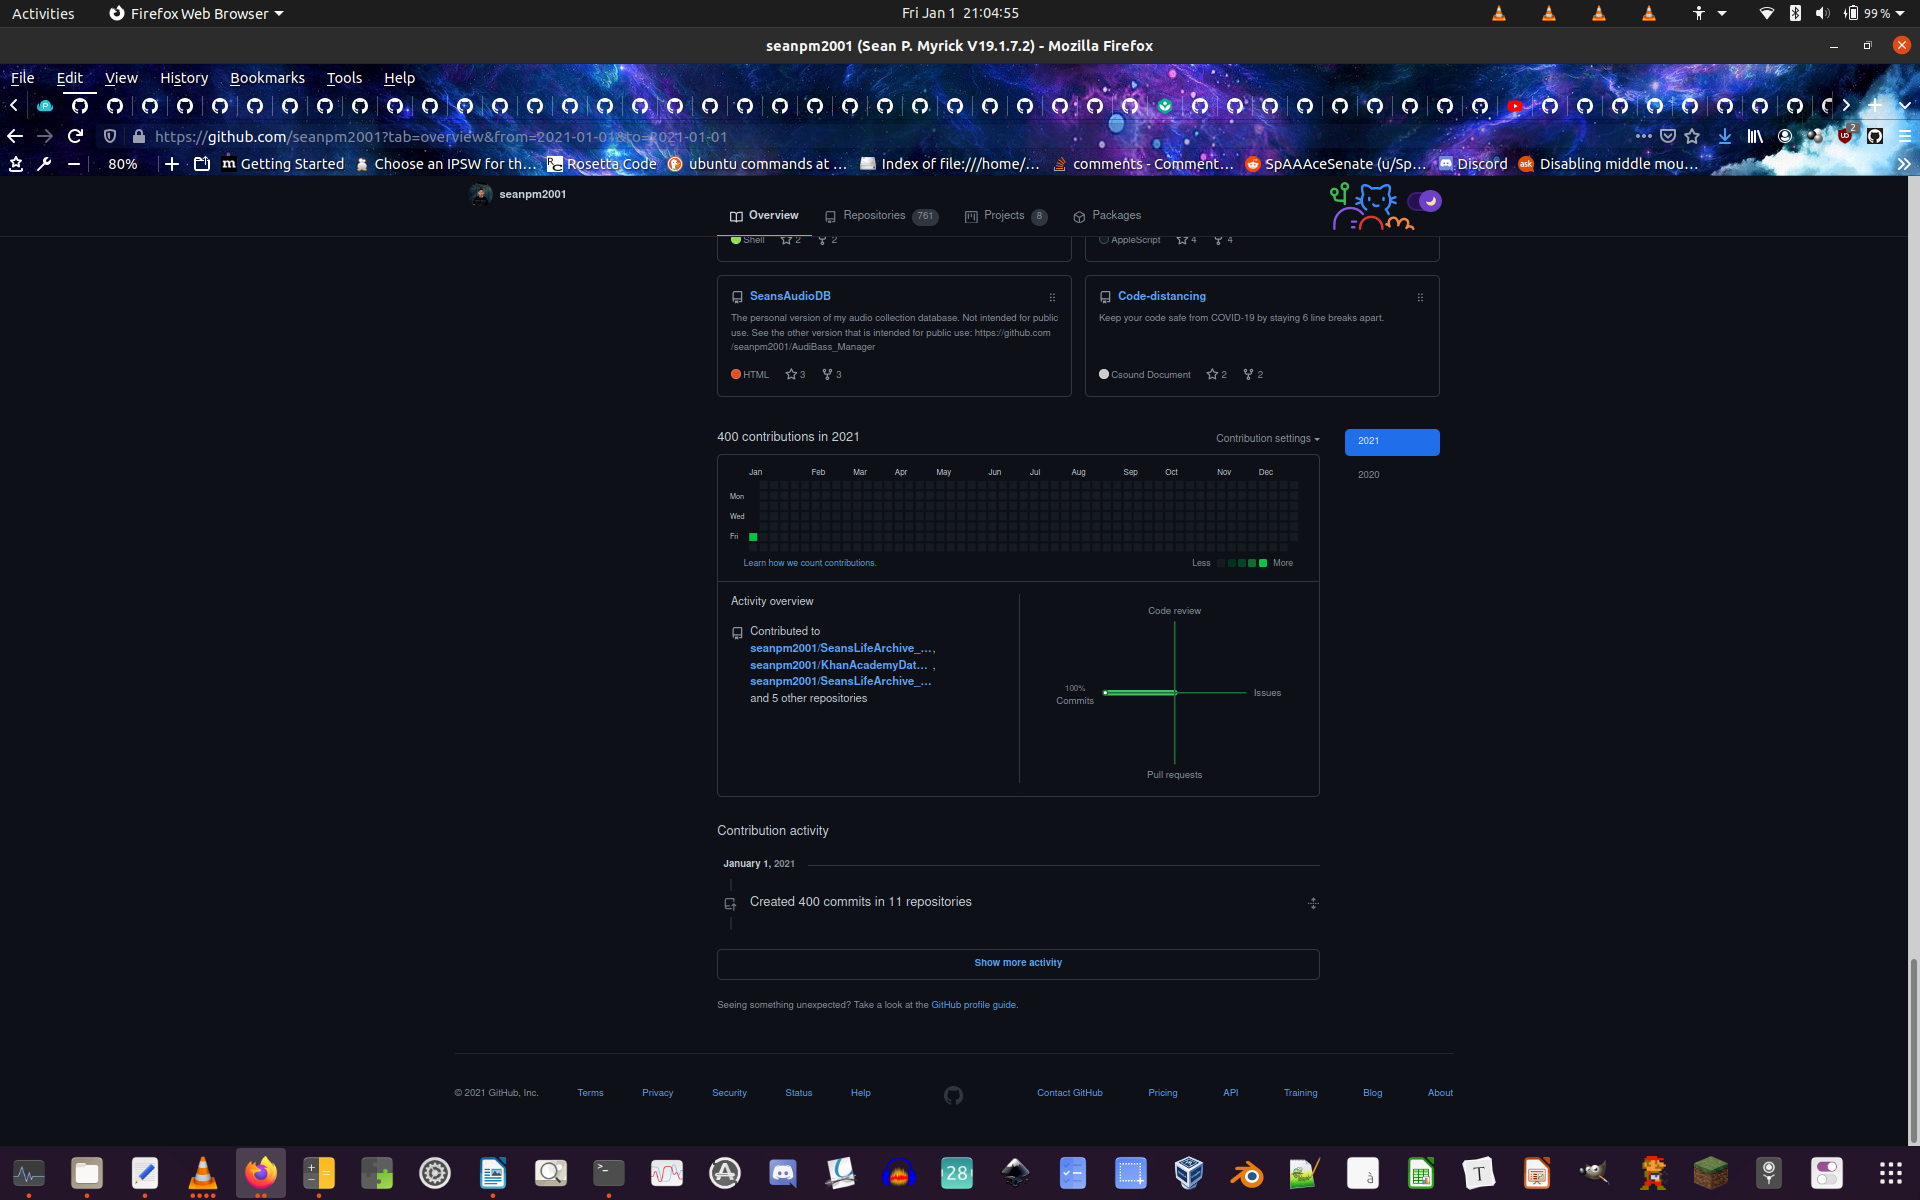 Activities
Firefox Web Browser
Fri Jan 1 21:04:55
99 %
seanpm2001 (Sean P. Myrick V19.1.7.2) - Mozilla Firefox
File Edit View History Bookmarks Tools Help
https://github.com/seanpm2001?tab=overview&from=2021-01-01&to=2021-01-01
2
80%
m Getting Started
Choose an IPSW for th…
Rosetta Code
ubuntu commands at …
Index of file:///home/…
comments - Comment…
SpAAAceSenate (u/Sp…
Discord
ask Disabling middle mou…
seanpm2001
Overview
Repositories 761
Projects 8
Packages
Shell 2 2
AppleScript 4 4
SeansAudioDB
The personal version of my audio collection database. Not intended for public
use. See the other version that is intended for public use: https://github.com
/seanpm2001/AudiBass_Manager
HTML 3 3
Code-distancing
Keep your code safe from COVID-19 by staying 6 line breaks apart.
Csound Document 2 2
400 contributions in 2021
Contribution settings
2021
2020
Jan Feb Mar Apr May Jun Jul Aug Sep Oct Nov Dec
Mon
Wed
Fri
Learn how we count contributions.
Less More
Activity overview
Contributed to
seanpm2001/SeansLifeArchive_…,
seanpm2001/KhanAcademyDat… ,
seanpm2001/SeansLifeArchive_…
and 5 other repositories
Code review
100%
Commits
Issues
Pull requests
Contribution activity
January 1, 2021
Created 400 commits in 11 repositories
Show more activity
Seeing something unexpected? Take a look at the GitHub profile guide.
© 2021 GitHub, Inc. Terms Privacy Security Status Help Contact GitHub Pricing API Training Blog About
28